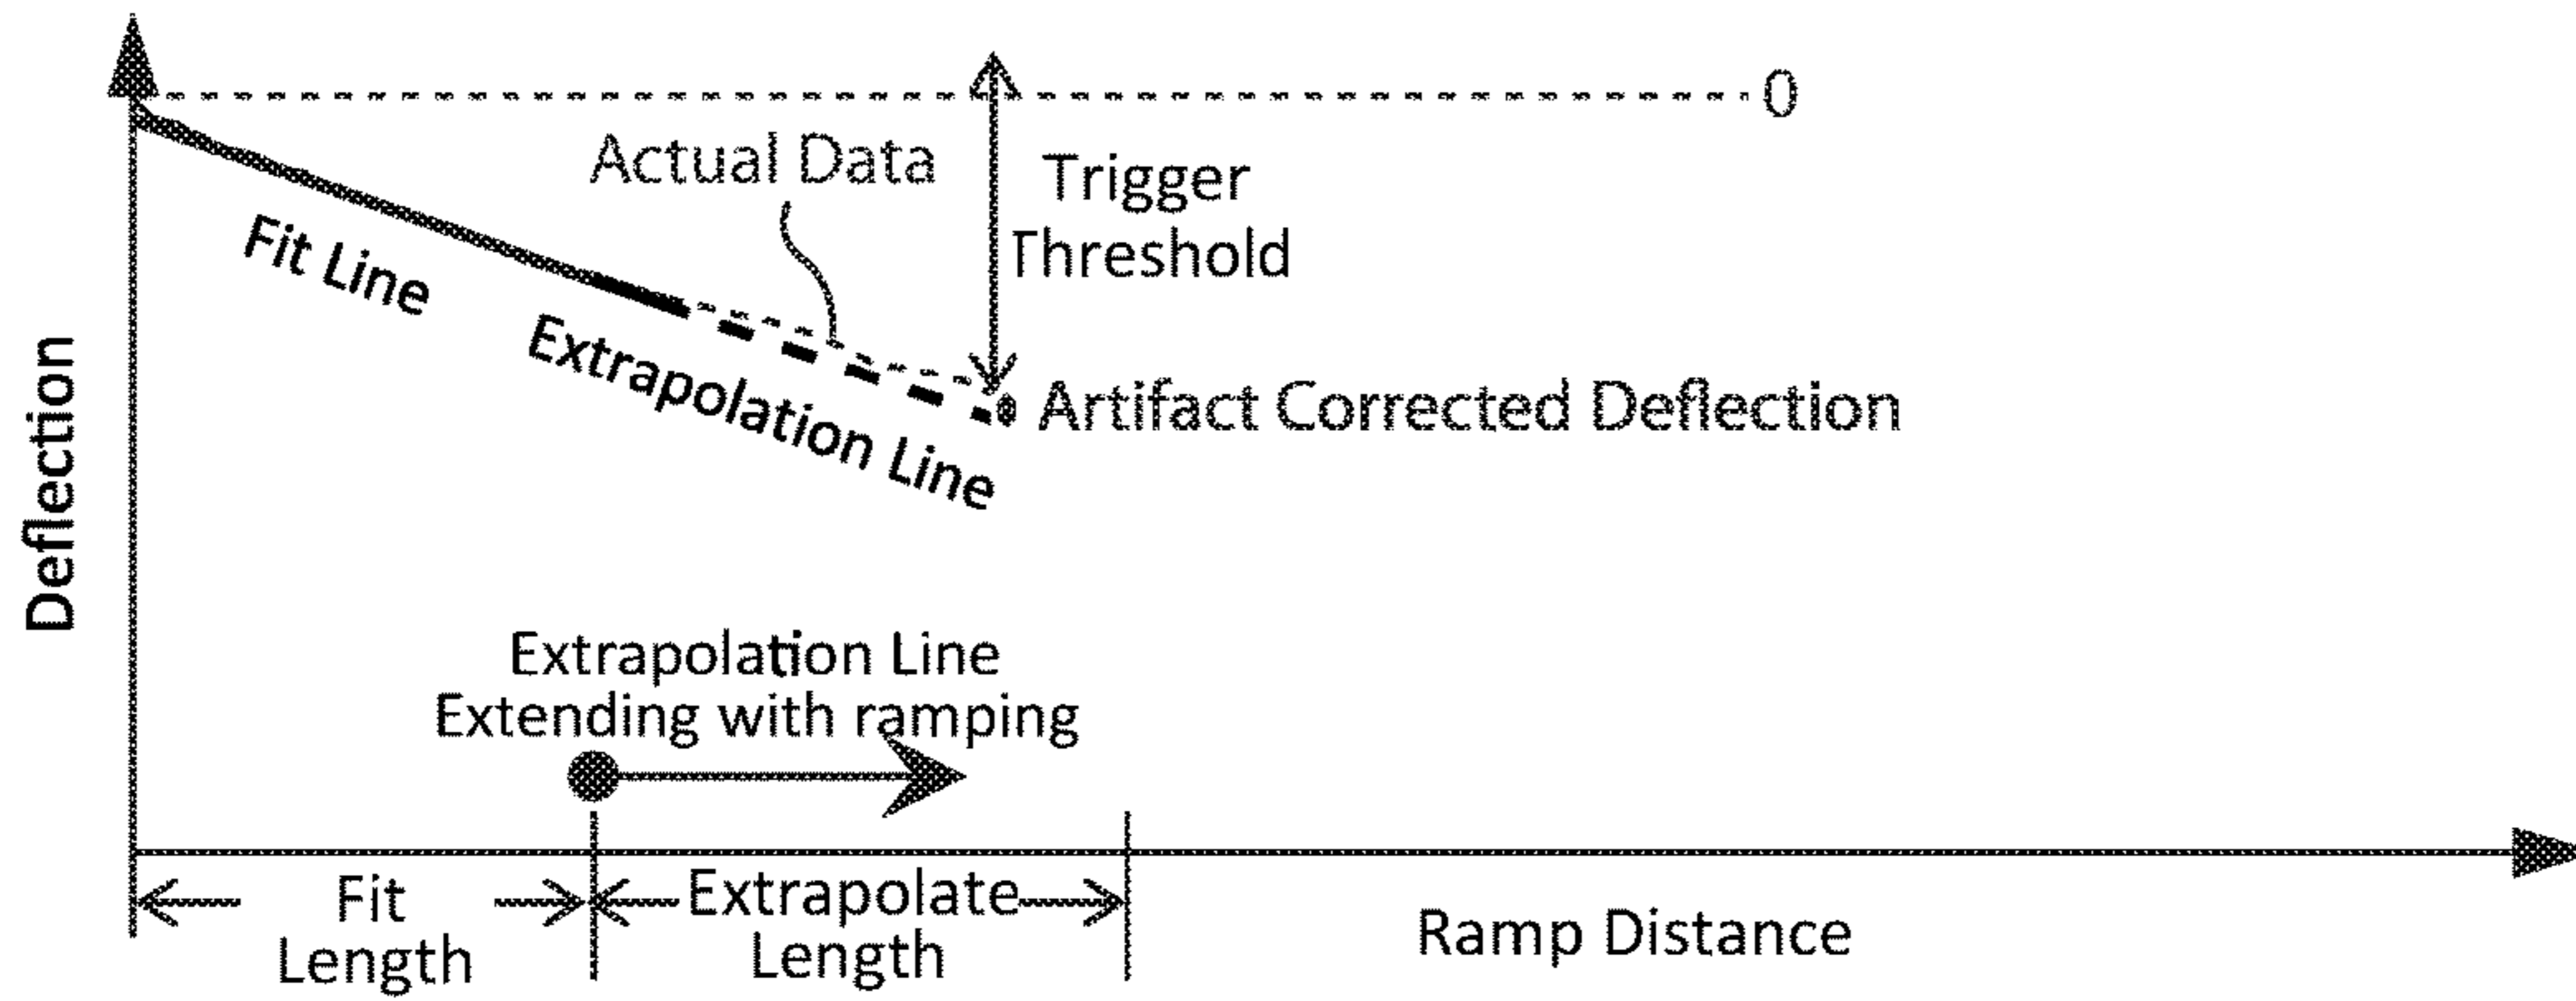 0
Actual Data
Trigger
Threshold
Fit Line
Extrapolation Line
Artifact Corrected Deflection
Deflection
Extrapolation Line
Extending with ramping
Fit
Length
Extrapolate
Length
Ramp Distance